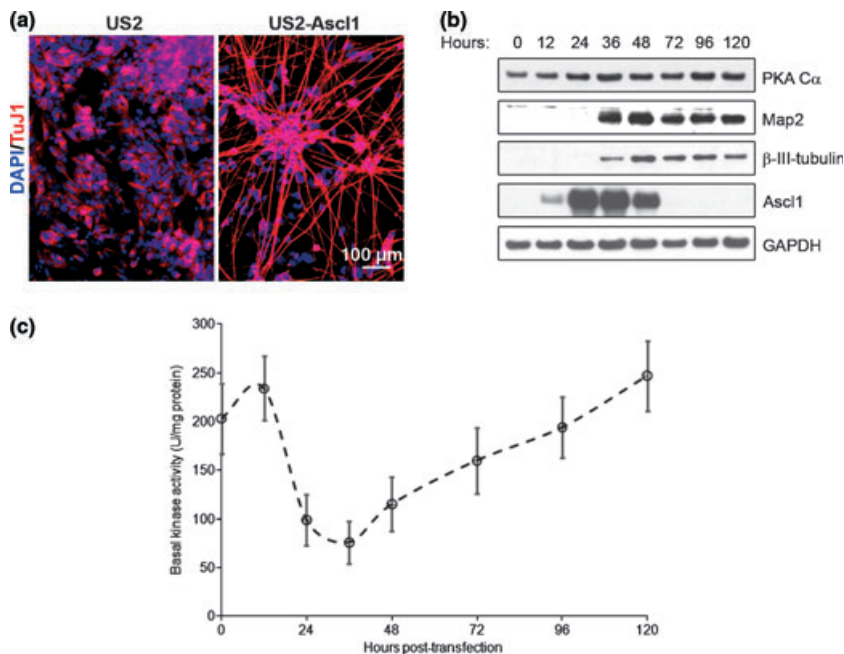 (a)
US2
US2-Ascl1
DAPI/TuJ1
100 µm
(b)
Hours: 0 12 24 36 48 72 96 120
PKA Cα
Map2
β-III-tubulin
Ascl1
GAPDH
(c)
Basal kinase activity (U/mg protein)
300
250
200
150
100
50
0
0 24 48 72 96 120
Hours post-transfection